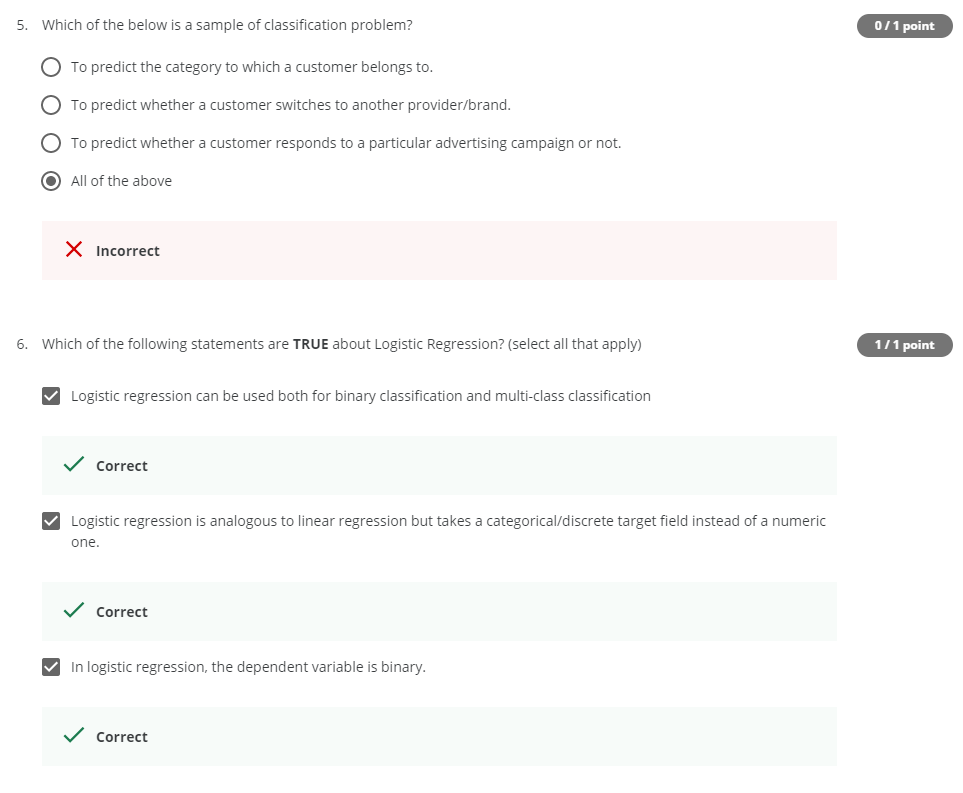 5. Which of the below is a sample of classification problem?
0 / 1 point
To predict the category to which a customer belongs to.
To predict whether a customer switches to another provider/brand.
To predict whether a customer responds to a particular advertising campaign or not.
All of the above
Incorrect
6. Which of the following statements are TRUE about Logistic Regression? (select all that apply)
1 / 1 point
Logistic regression can be used both for binary classification and multi-class classification
Correct
Logistic regression is analogous to linear regression but takes a categorical/discrete target field instead of a numeric
one.
Correct
In logistic regression, the dependent variable is binary.
Correct